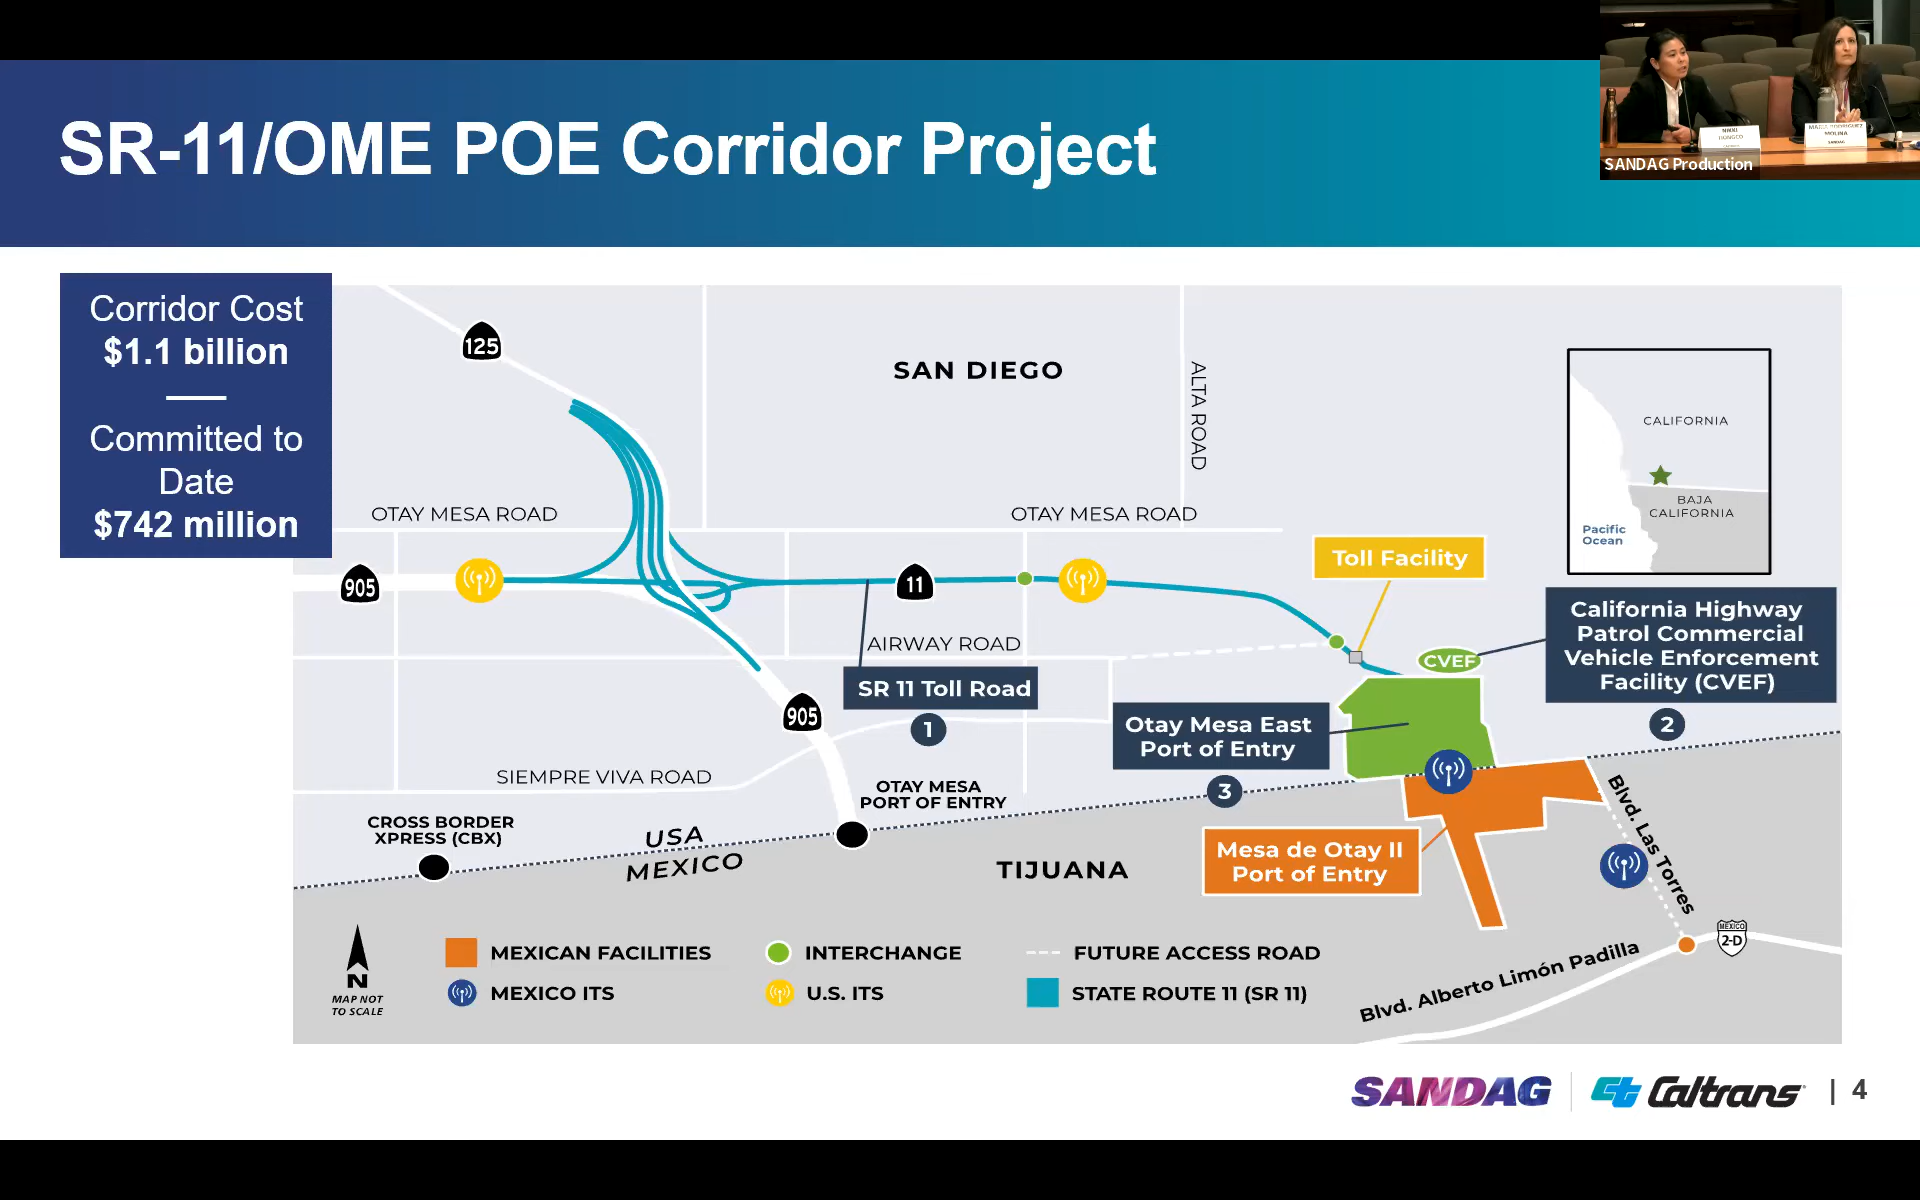 SR-11/OME POE Corridor Project
NIKKI
MOLINA
SANDAG
SANDAG Production
Corridor Cost
$1.1 billion
Committed to
Date
$742 million
125
SAN DIEGO
ALTA ROAD
CALIFORNIA
BAJA
CALIFORNIA
Pacific
Ocean
OTAY MESA ROAD
OTAY MESA ROAD
Toll Facility
905
11
California Highway
Patrol Commercial
Vehicle Enforcement
Facility (CVEF)
2
AIRWAY ROAD
CVEF
SR 11 Toll Road
1
905
Otay Mesa East
Port of Entry
3
SIEMPRE VIVA ROAD
OTAY MESA
PORT OF ENTRY
CROSS BORDER
XPRESS (CBX)
USA
MEXICO
TIJUANA
Mesa de Otay II
Port of Entry
Blvd. Las Torres
MEXICO
2-D
Blvd. Alberto Limón Padilla
N
MAP NOT
TO SCALE
MEXICAN FACILITIES
INTERCHANGE
FUTURE ACCESS ROAD
MEXICO ITS
U.S. ITS
STATE ROUTE 11 (SR 11)
SANDAG
ct Caltrans
| 4